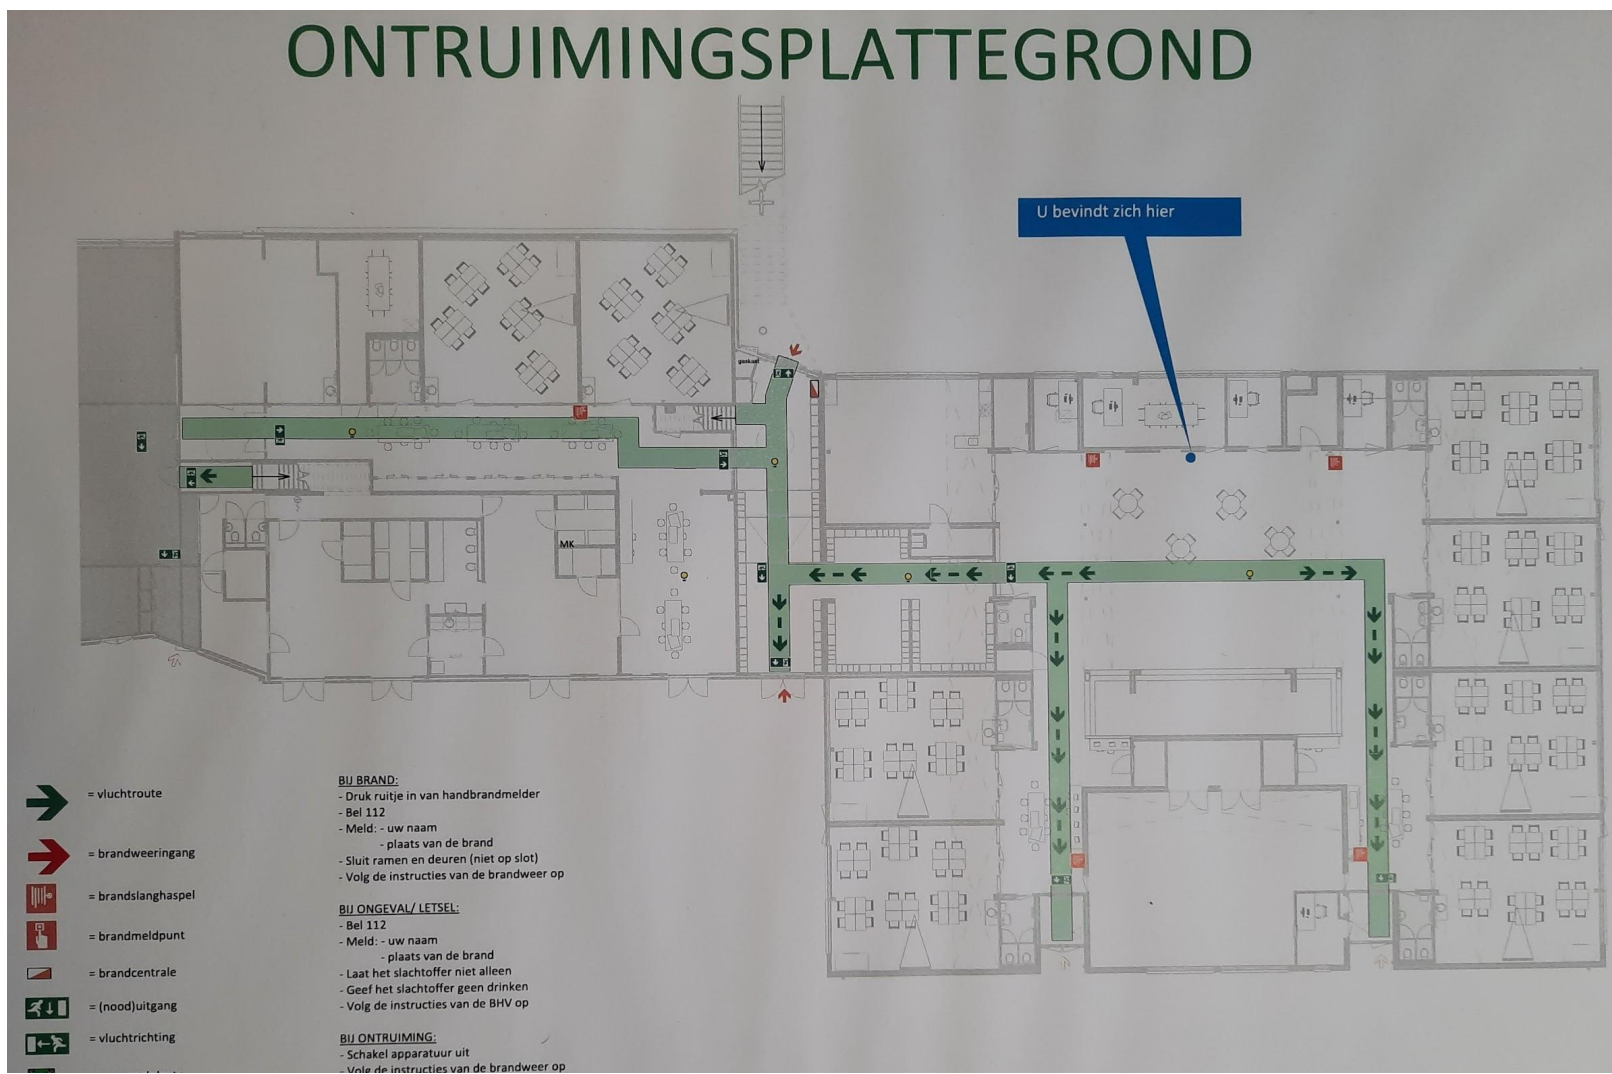 ONTRUIMINGSPLATTEGROND
U bevindt zich hier
MK
= vluchtroute
= brandweeringang
= brandslanghaspel
= brandmeldpunt
= brandcentrale
= (nood)uitgang
= vluchtrichting
BIJ BRAND:
- Druk ruitje in van handbrandmelder
- Bel 112
- Meld: - uw naam
- plaats van de brand
- Sluit ramen en deuren (niet op slot)
- Volg de instructies van de brandweer op
BIJ ONGEVAL/ LETSEL:
- Bel 112
- Meld: - uw naam
- plaats van de brand
- Laat het slachtoffer niet alleen
- Geef het slachtoffer geen drinken
- Volg de instructies van de BHV op
BIJ ONTRUIMING:
- Schakel apparatuur uit
- Volg de instructies van de brandweer op